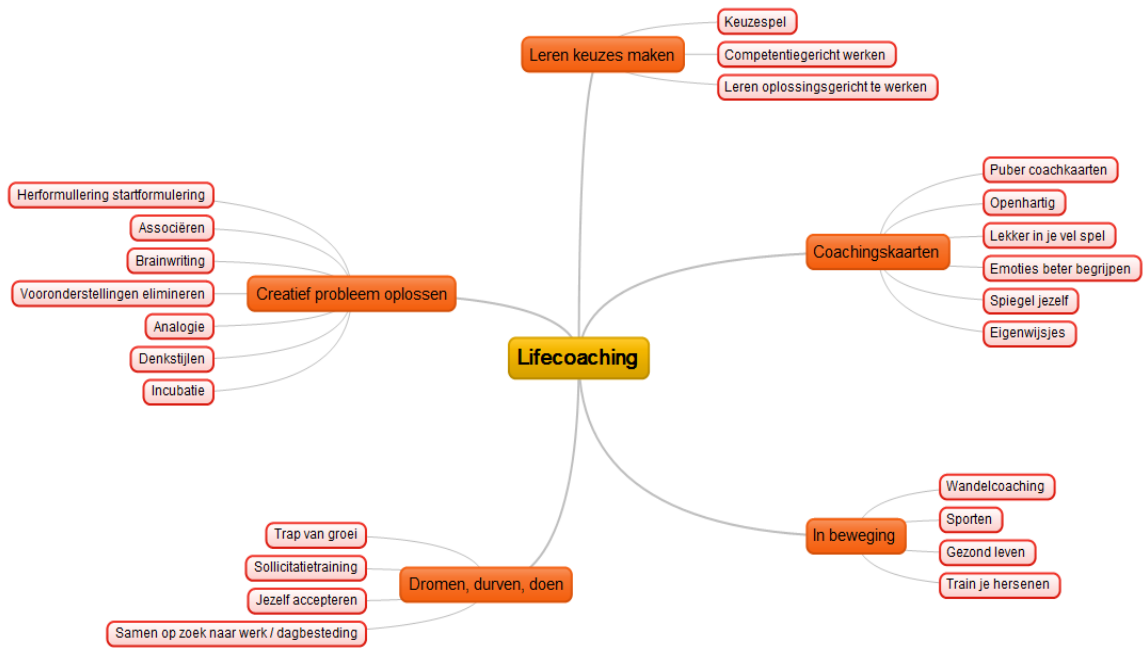 Lifecoaching
Leren keuzes maken
Keuzespel
Competentiegericht werken
Leren oplossingsgericht te werken
Coachingskaarten
Puber coachkaarten
Openhartig
Lekker in je vel spel
Emoties beter begrijpen
Spiegel jezelf
Eigenwijsjes
In beweging
Wandelcoaching
Sporten
Gezond leven
Train je hersenen
Dromen, durven, doen
Trap van groei
Sollicitatietraining
Jezelf accepteren
Samen op zoek naar werk / dagbesteding
Creatief probleem oplossen
Herformullering startformulering
Associëren
Brainwriting
Vooronderstellingen elimineren
Analogie
Denkstijlen
Incubatie